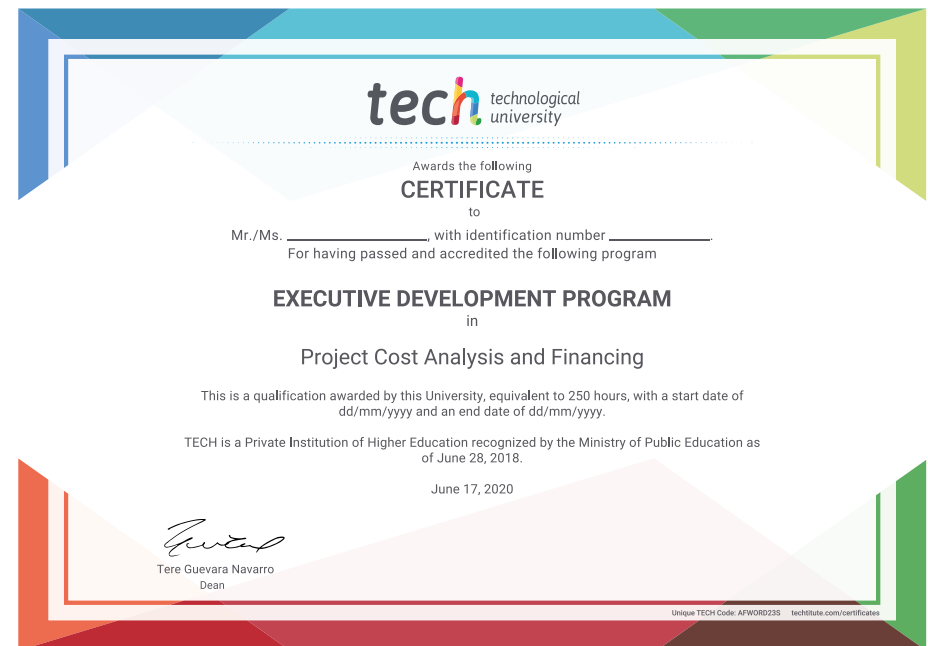 tech technological
university
Awards the following
CERTIFICATE
to
Mr./Ms. ____________________, with identification number ______________.
For having passed and accredited the following program
EXECUTIVE DEVELOPMENT PROGRAM
in
Project Cost Analysis and Financing
This is a qualification awarded by this University, equivalent to 250 hours, with a start date of
dd/mm/yyyy and an end date of dd/mm/yyyy.
TECH is a Private Institution of Higher Education recognized by the Ministry of Public Education as
of June 28, 2018.
June 17, 2020
Tere Guevara Navarro
Dean
Unique TECH Code: AFWORD23S techtitute.com/certificates